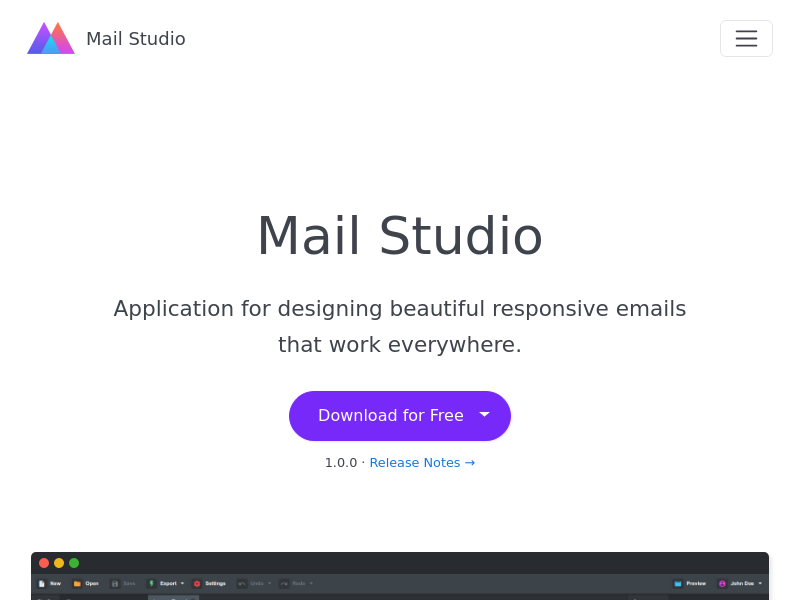 Mail Studio
Mail Studio
Application for designing beautiful responsive emails
that work everywhere.
Download for Free
1.0.0 · Release Notes →
New Open Save Export Settings Undo Redo Preview John Doe